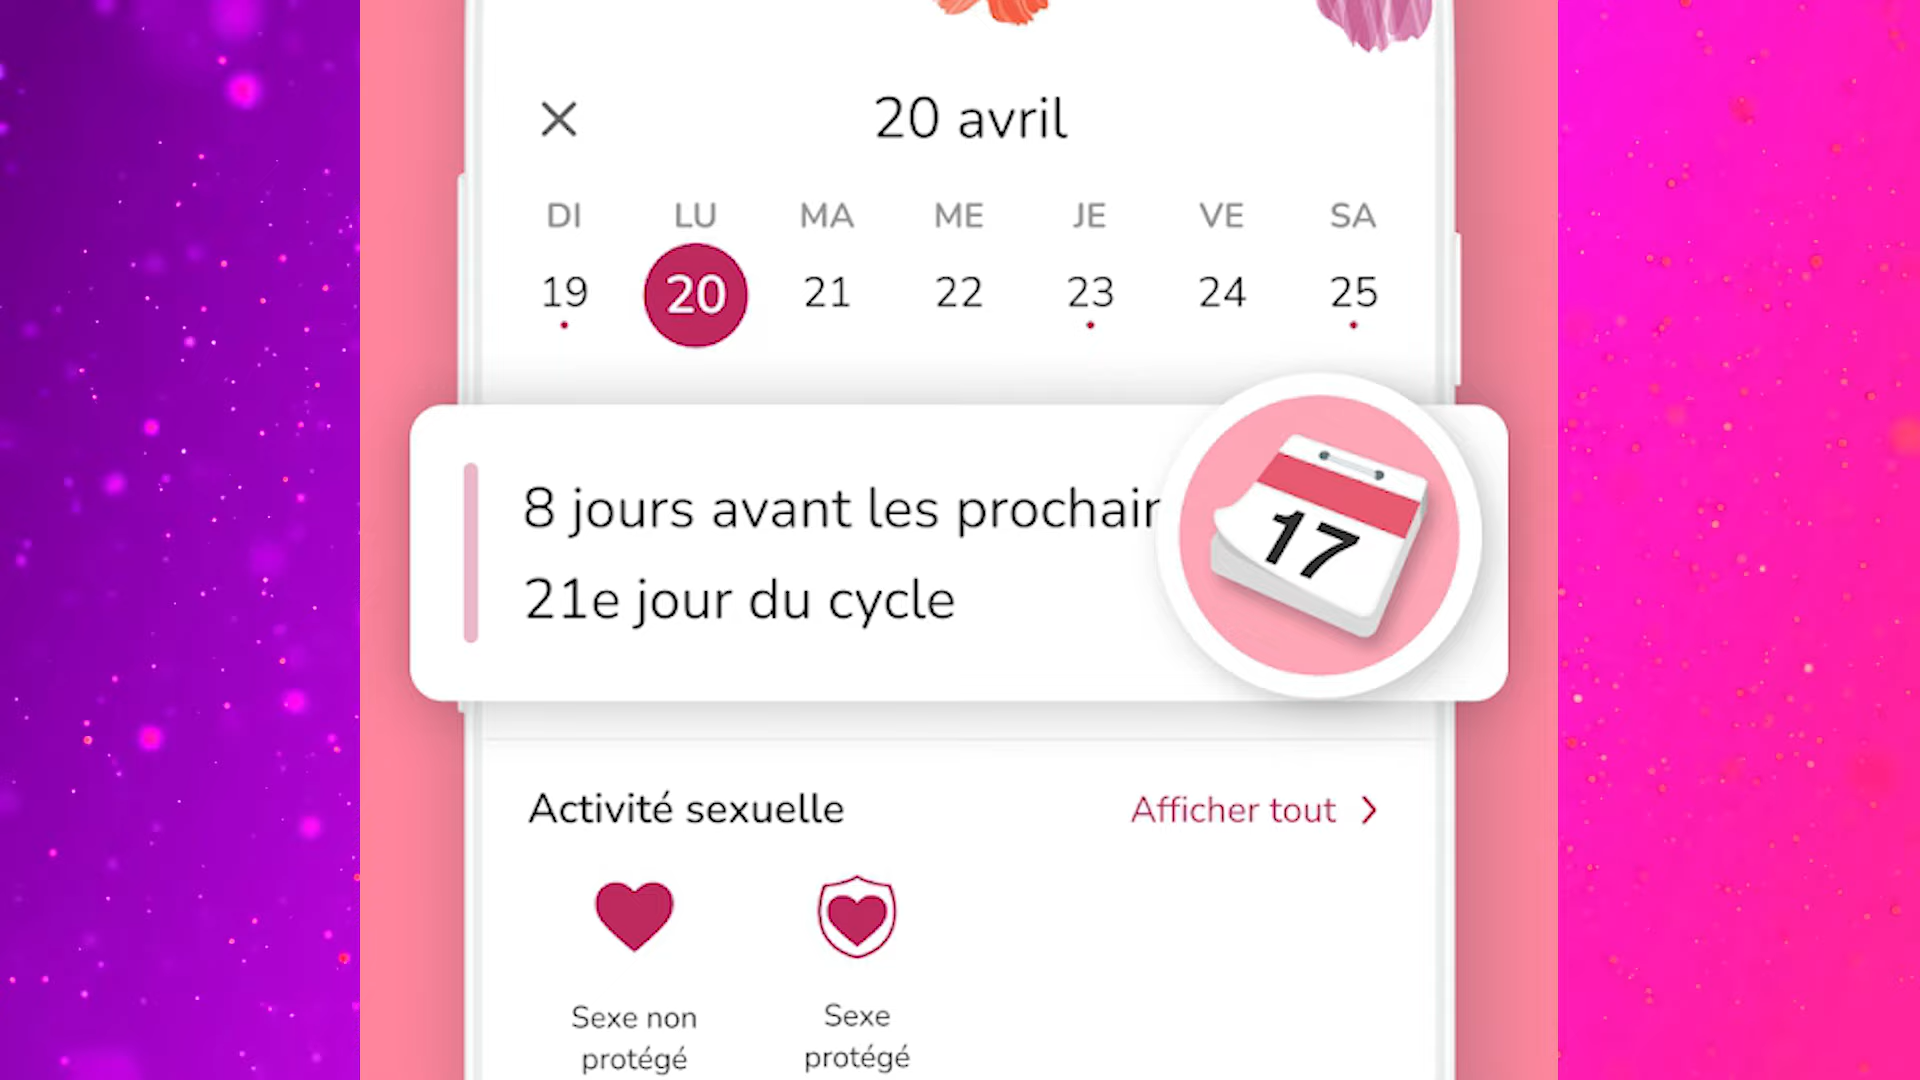 20 avril
DI LU MA ME JE VE SA
19 20 21 22 23 24 25
8 jours avant les
21e jour du cycle
17
Activité sexuelle
Afficher tout
Sexe non protégé
Sexe protégé